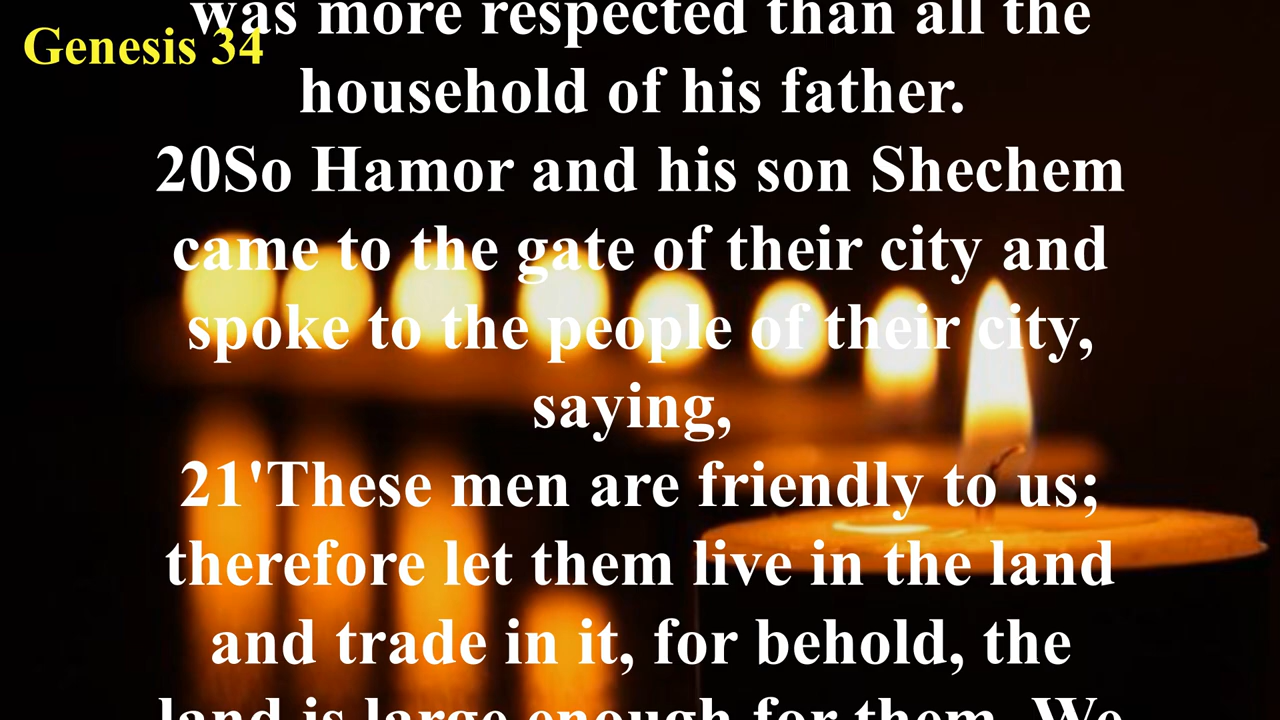 Genesis 34
was more respected than all the
household of his father.
20So Hamor and his son Shechem
came to the gate of their city and
spoke to the people of their city,
saying,
21'These men are friendly to us;
therefore let them live in the land
and trade in it, for behold, the
land is large enough for them. We